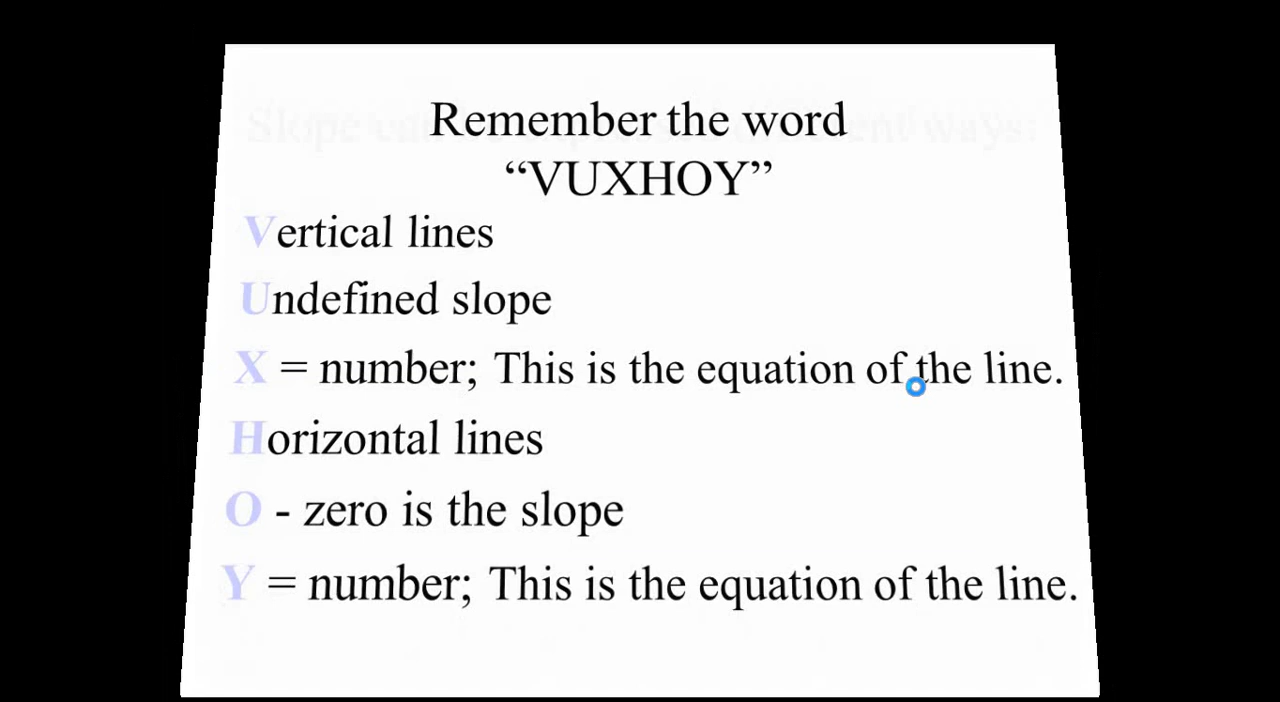 Remember the word
“VUXHOY”
Vertical lines
Undefined slope
X = number; This is the equation of the line.
Horizontal lines
O - zero is the slope
Y = number; This is the equation of the line.